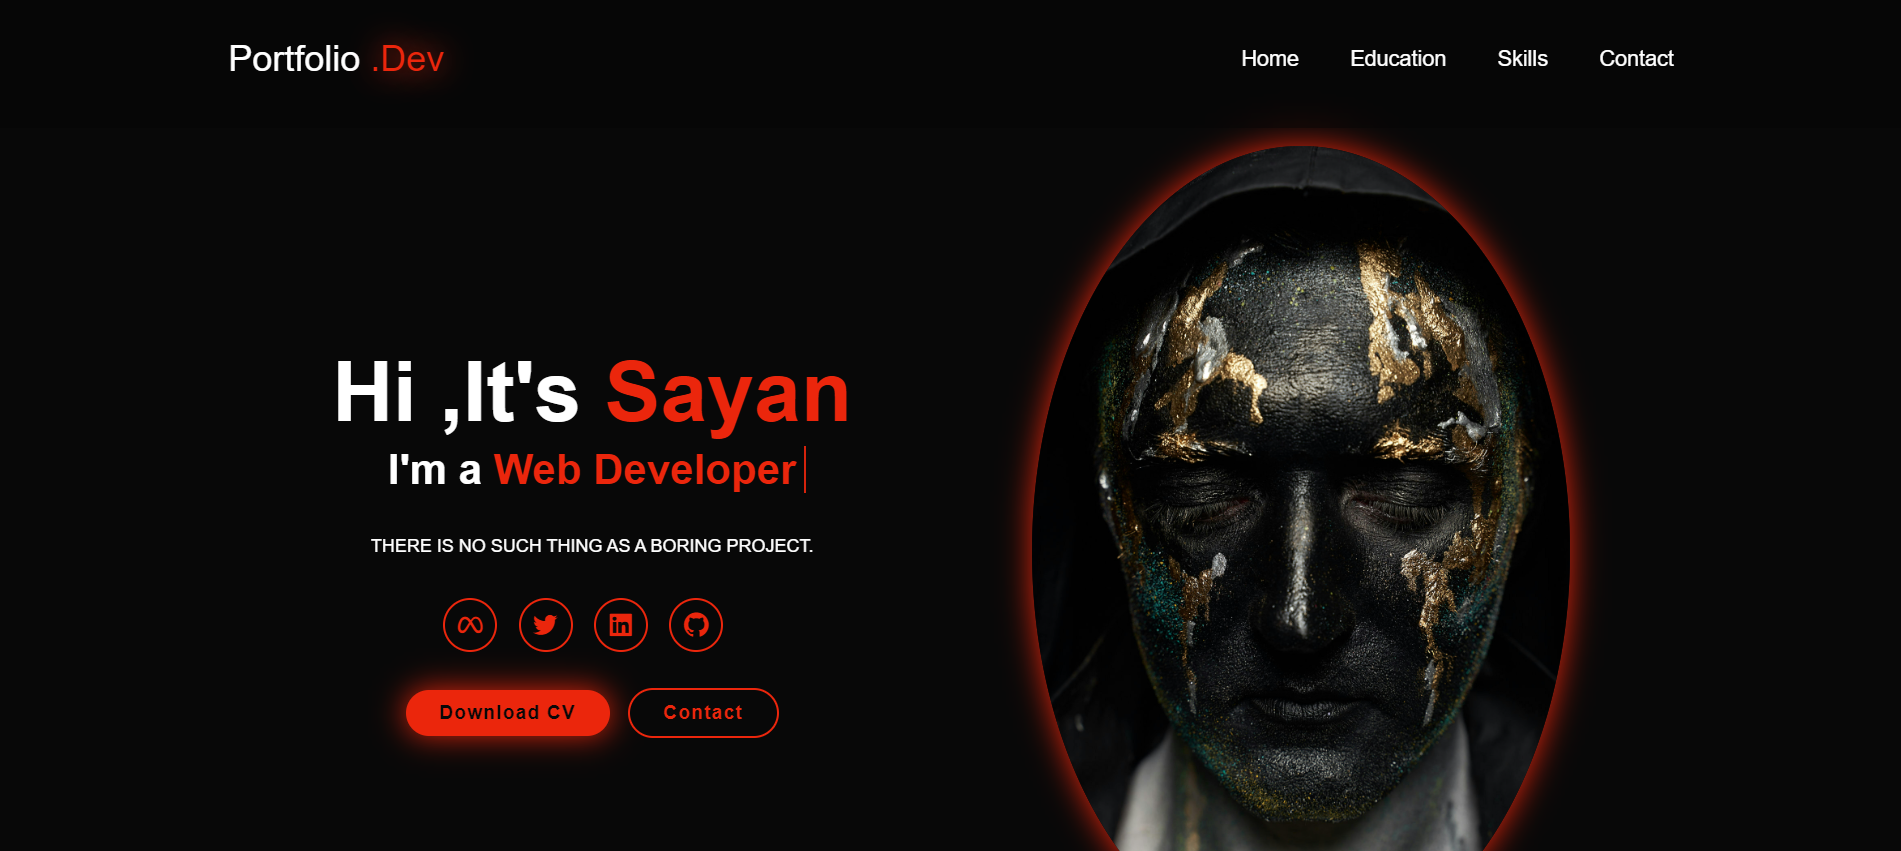 Portfolio .Dev
Home Education Skills Contact
Hi ,It's Sayan
I'm a Web Developer
THERE IS NO SUCH THING AS A BORING PROJECT.
in
Download CV Contact